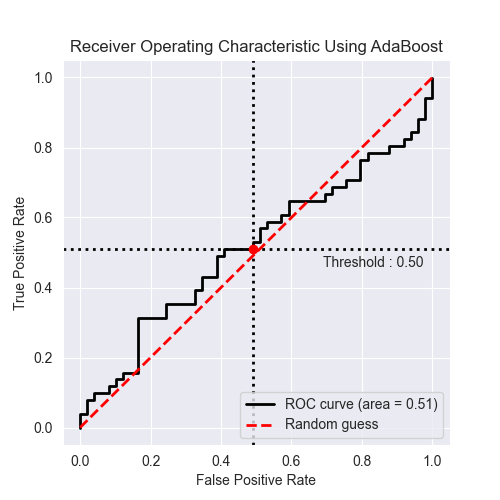 Receiver Operating Characteristic Using AdaBoost
True Positive Rate
1.0
0.8
0.6
0.4
0.2
0.0
Threshold : 0.50
ROC curve (area = 0.51)
Random guess
0.0 0.2 0.4 0.6 0.8 1.0
False Positive Rate